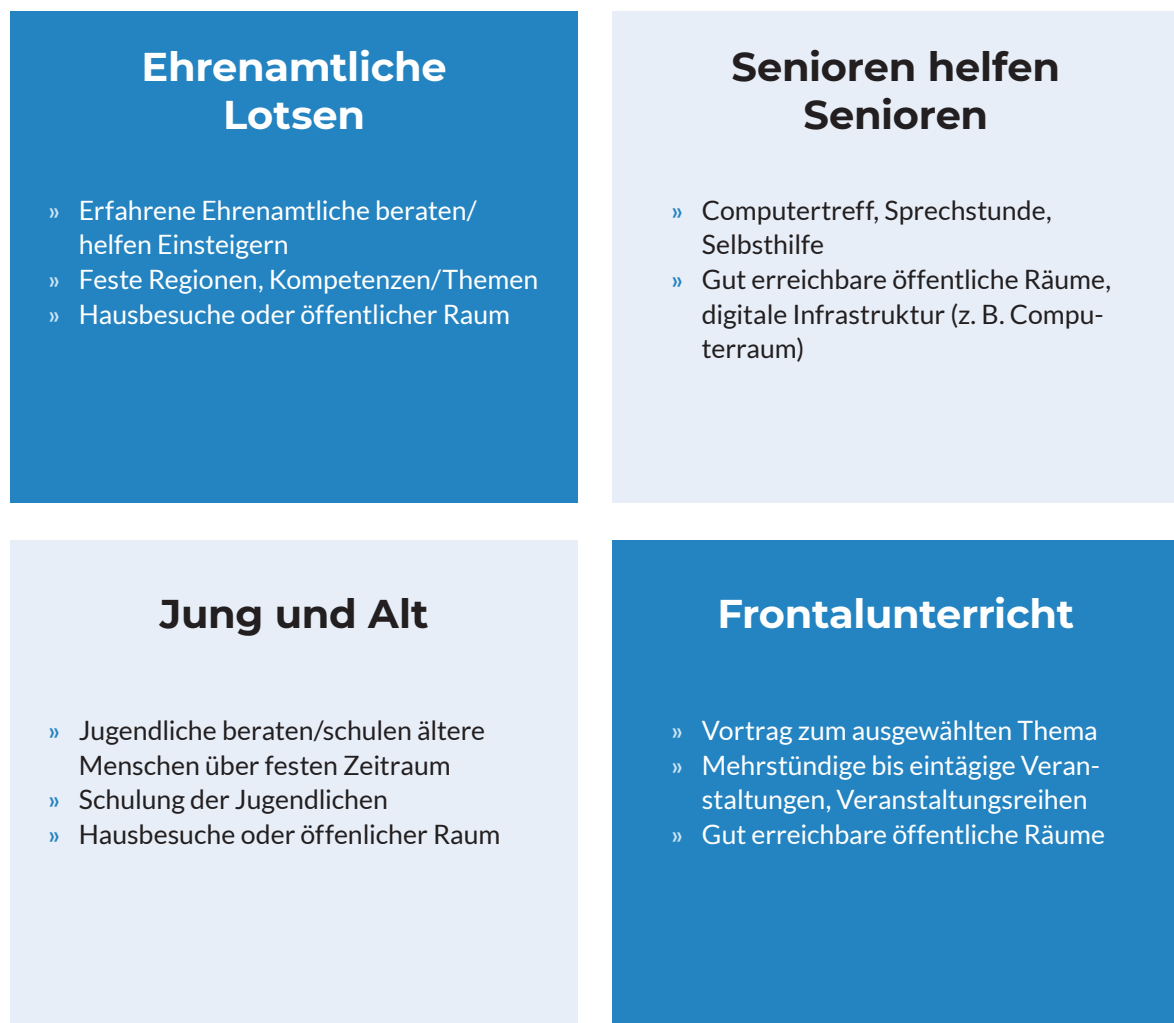 Ehrenamtliche
Lotsen
» Erfahrene Ehrenamtliche beraten/
helfen Einsteigern
» Feste Regionen, Kompetenzen/Themen
» Hausbesuche oder öffentlicher Raum
Senioren helfen
Senioren
» Computertreff, Sprechstunde,
Selbsthilfe
» Gut erreichbare öffentliche Räume,
digitale Infrastruktur (z. B. Compu-
terraum)
Jung und Alt
» Jugendliche beraten/schulen ältere
Menschen über festen Zeitraum
» Schulung der Jugendlichen
» Hausbesuche oder öffenlicher Raum
Frontalunterricht
» Vortrag zum ausgewählten Thema
» Mehrstündige bis eintägige Veran-
staltungen, Veranstaltungsreihen
» Gut erreichbare öffentliche Räume